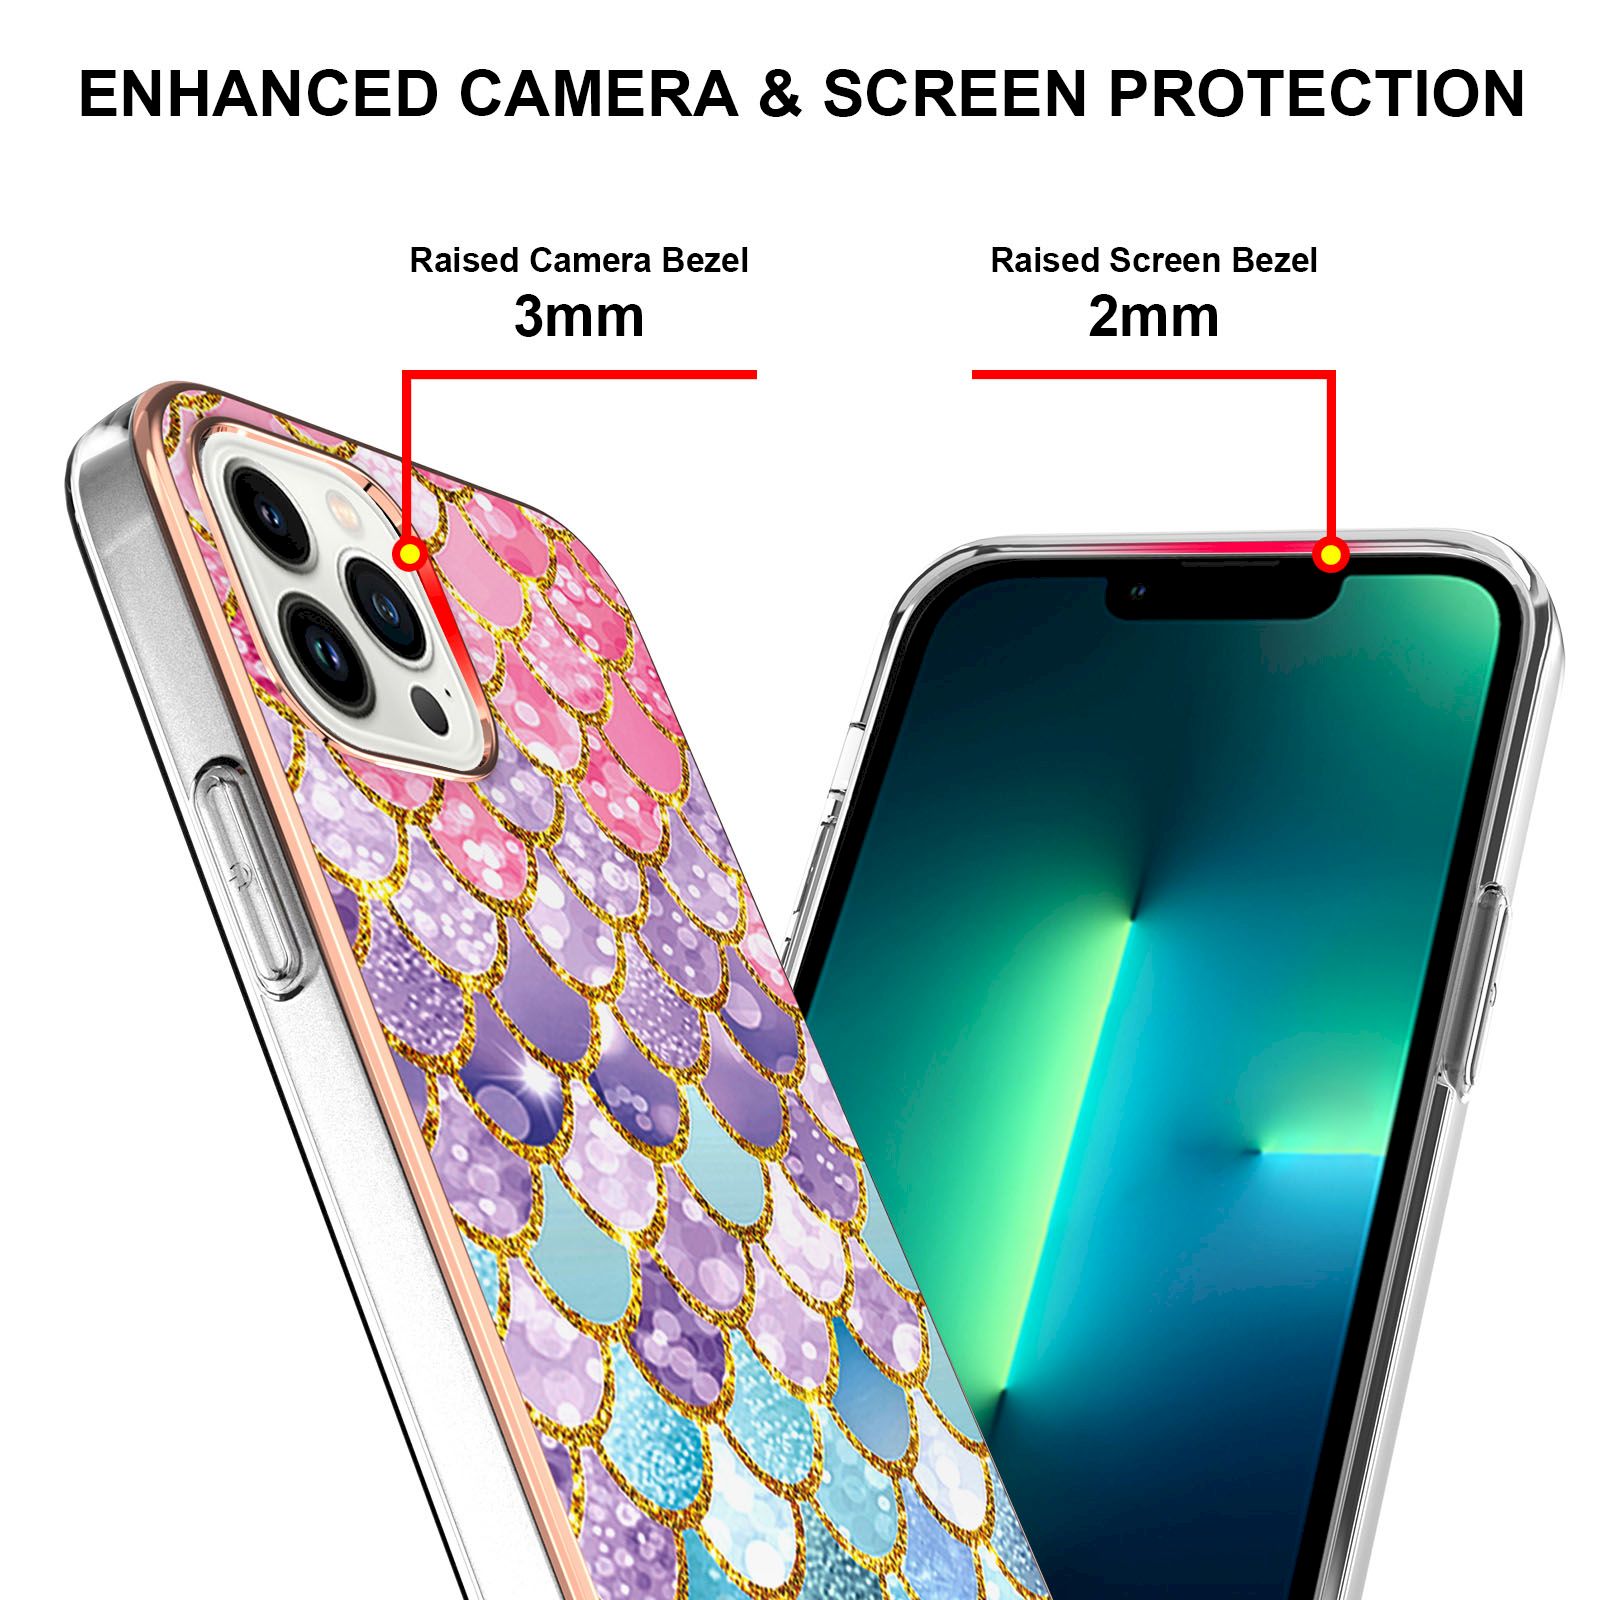 ENHANCED CAMERA & SCREEN PROTECTION
Raised Camera Bezel
3mm
Raised Screen Bezel
2mm